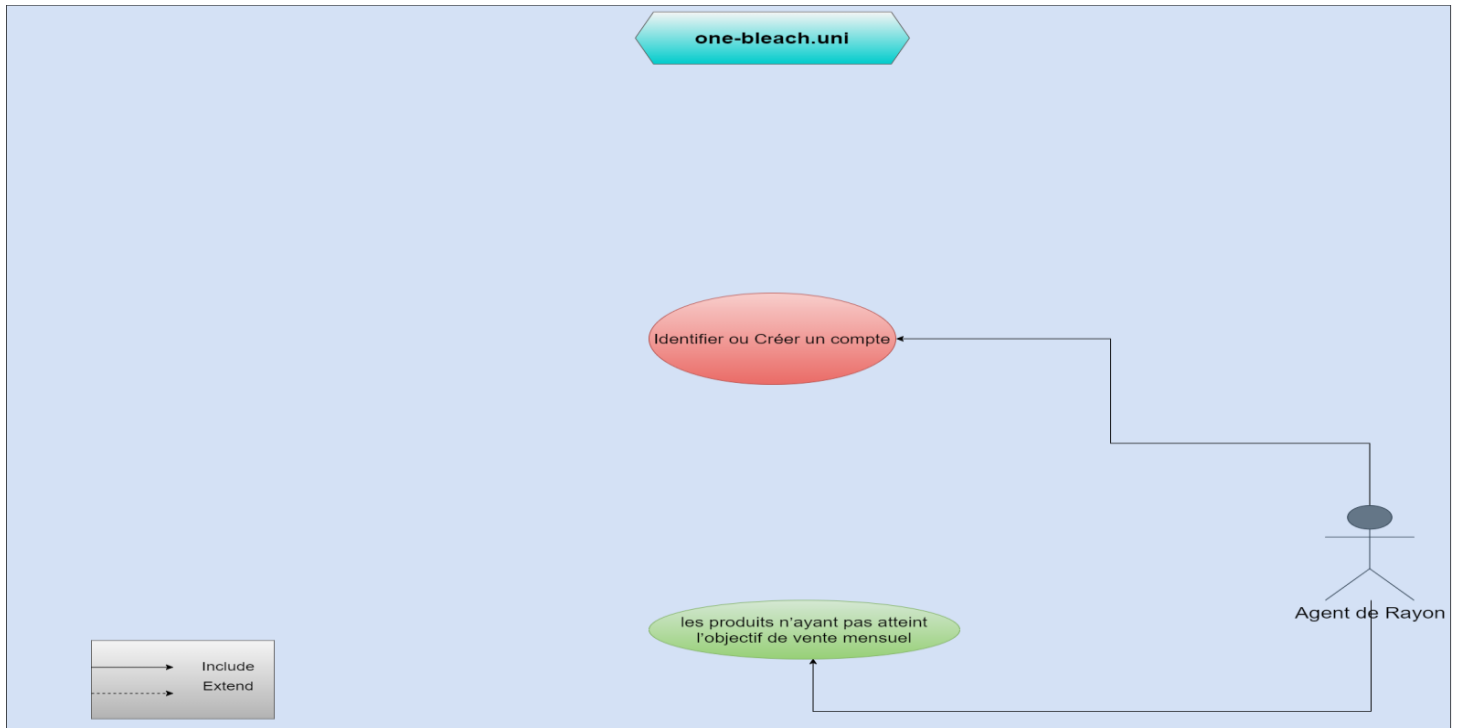 one-bleach.uni
Identifier ou Créer un compte
Agent de Rayon
les produits n'ayant pas atteint
l'objectif de vente mensuel
Include
Extend